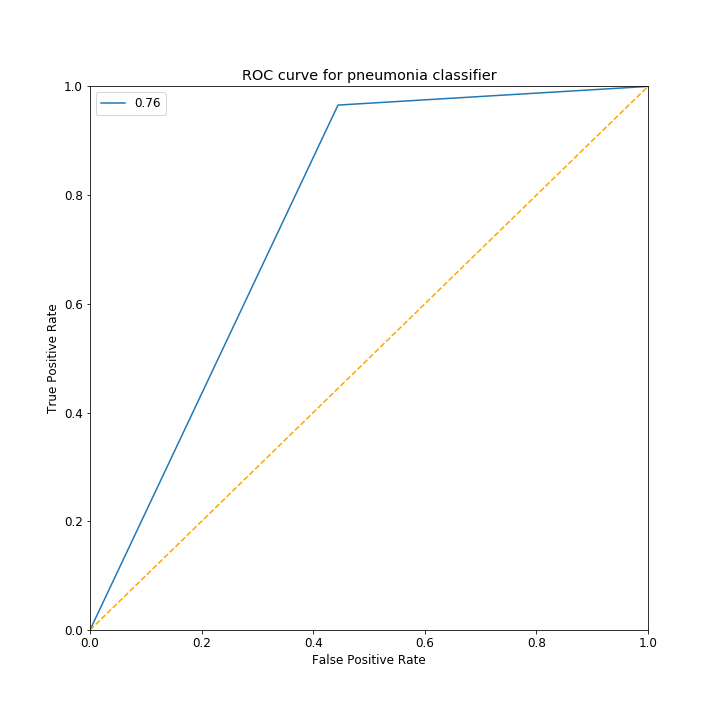 ROC curve for pneumonia classifier
0.76
1.0
0.8
0.6
0.4
0.2
0.0
True Positive Rate
0.0 0.2 0.4 0.6 0.8 1.0
False Positive Rate